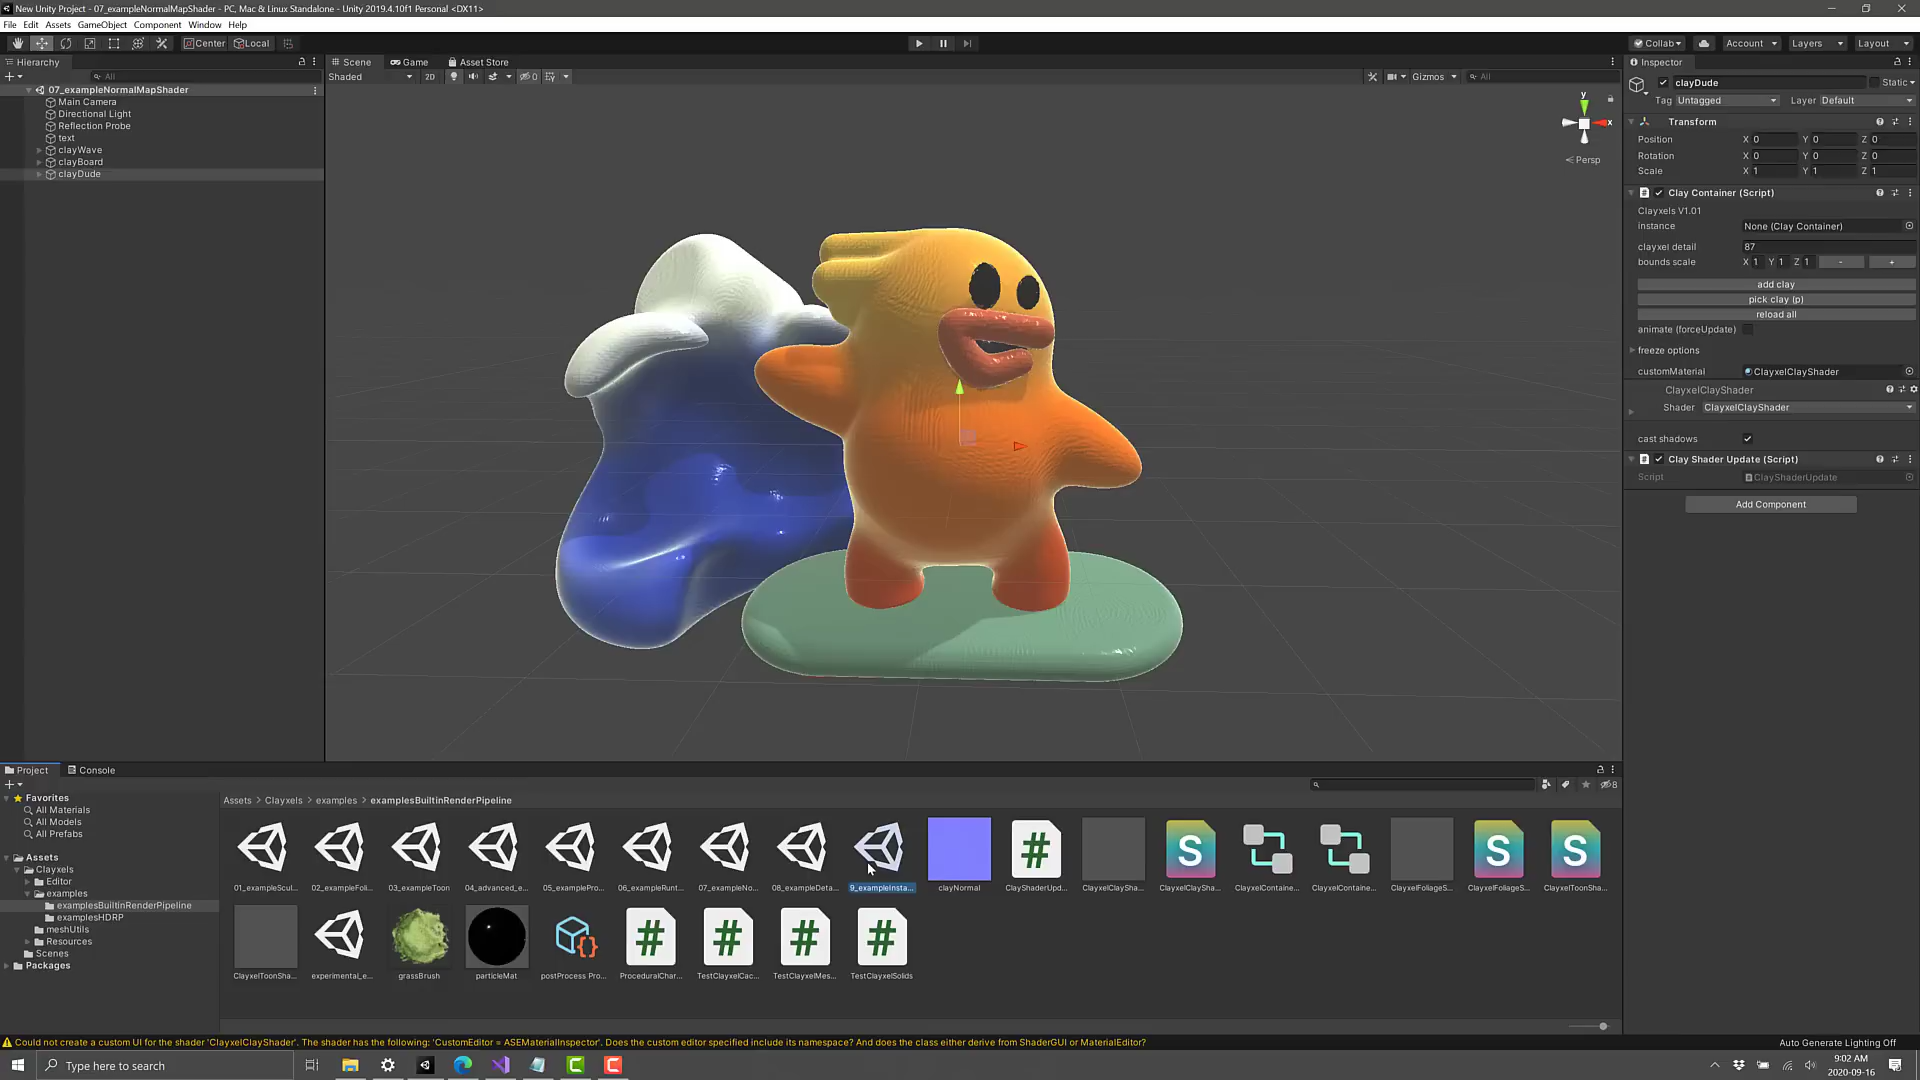 New Unity Project - 07_exampleNormalMapShader - PC, Mac & Linux Standalone - Unity 2019.4.10f1 Personal <DX11>
File Edit Assets GameObject Component Window Help
Center Local
Collab Account Layers Layout
Hierarchy
All
07_exampleNormalMapShader
Main Camera
Directional Light
Reflection Probe
text
clayWave
clayBoard
clayDude
Scene Game Asset Store
Shaded 2D 0 Gizmos All
y
x
Persp
Inspector
clayDude Static
Tag Untagged Layer Default
Transform
Position X 0 Y 0 Z 0
Rotation X 0 Y 0 Z 0
Scale X 1 Y 1 Z 1
Clay Container (Script)
Clayxels V1.01
instance None (Clay Container)
clayxel detail 87
bounds scale X 1 Y 1 Z 1 - +
add clay
pick clay (p)
reload all
animate (forceUpdate)
freeze options
customMaterial ClayxelClayShader
ClayxelClayShader
Shader ClayxelClayShader
cast shadows
Clay Shader Update (Script)
Script ClayShaderUpdate
Add Component
Project Console
8
Favorites
All Materials
All Models
All Prefabs
Assets
Clayxels
Editor
examples
examplesBuiltinRenderPipeline
examplesHDRP
meshUtils
Resources
Scenes
Packages
Assets > Clayxels > examples > examplesBuiltinRenderPipeline
01_exampleScul... 02_exampleFoli... 03_exampleToon 04_advanced_e... 05_examplePro... 06_exampleRunt... 07_exampleNo... 08_exampleDeta... 9_exampleInsta... clayNormal ClayShaderUpd... ClayxelClaySha... ClayxelClaySha... ClayxelContaine... ClayxelContaine... ClayxelFoliageS... ClayxelFoliageS... ClayxelToonSha...
ClayxelToonSha... experimental_e... grassBrush particleMat postProcess Pro... ProceduralChar... TestClayxelCac... TestClayxelMes... TestClayxelSolids
Could not create a custom UI for the shader 'ClayxelClayShader'. The shader has the following: 'CustomEditor = ASEMaterialInspector'. Does the custom editor specified include its namespace? And does the class either derive from ShaderGUI or MaterialEditor?
Auto Generate Lighting Off
Type here to search
9:02 AM
2020-09-16